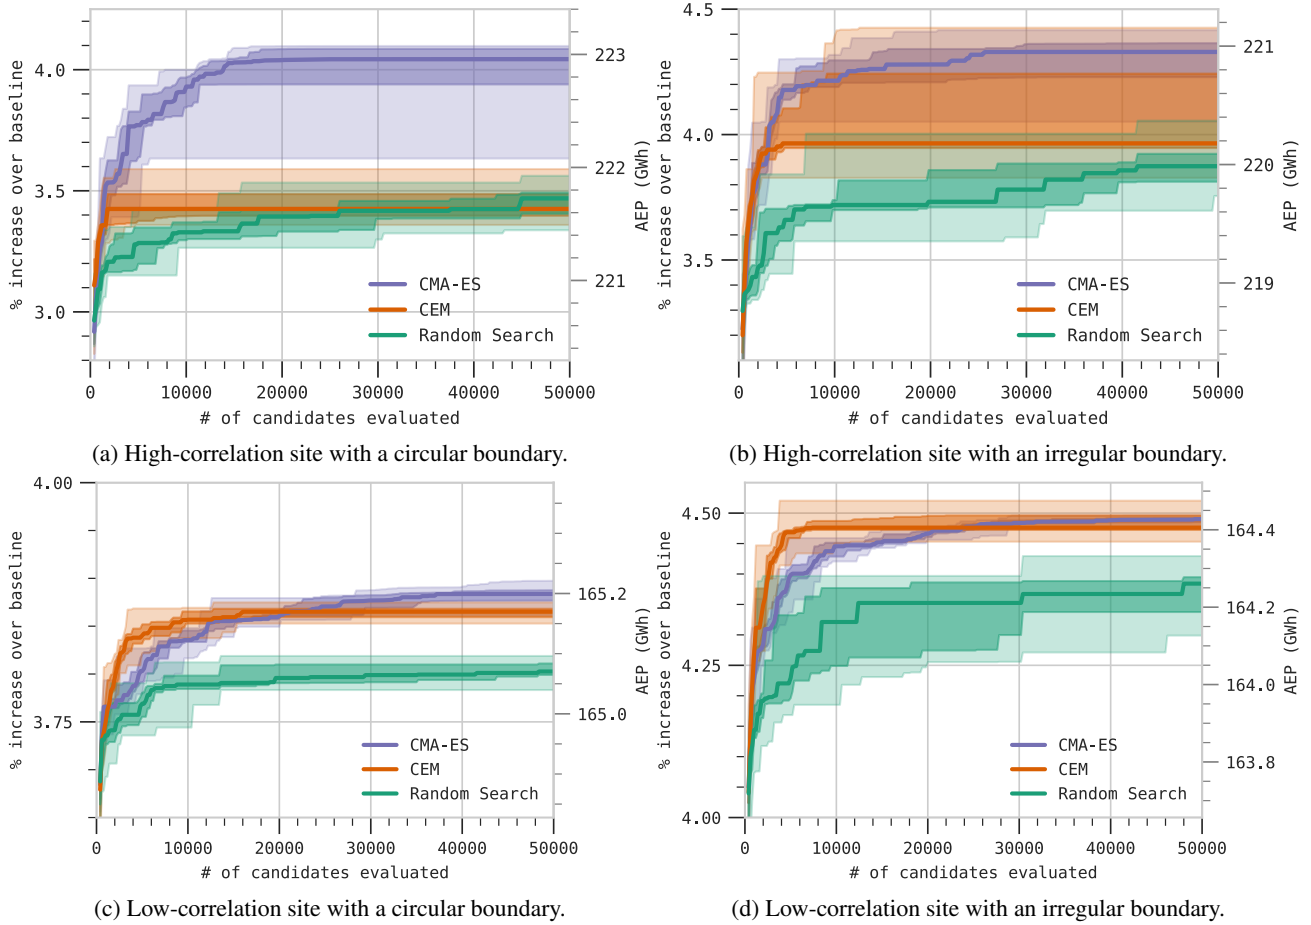 % increase over baseline
4.0
3.5
3.0
223
222
221
AEP (GWh)
CMA-ES
CEM
Random Search
0 10000 20000 30000 40000 50000
# of candidates evaluated
(a) High-correlation site with a circular boundary.
% increase over baseline
4.5
4.0
3.5
221
220
219
AEP (GWh)
CMA-ES
CEM
Random Search
0 10000 20000 30000 40000 50000
# of candidates evaluated
(b) High-correlation site with an irregular boundary.
% increase over baseline
4.00
3.75
165.2
165.0
AEP (GWh)
CMA-ES
CEM
Random Search
0 10000 20000 30000 40000 50000
# of candidates evaluated
(c) Low-correlation site with a circular boundary.
% increase over baseline
4.50
4.25
4.00
164.4
164.2
164.0
163.8
AEP (GWh)
CMA-ES
CEM
Random Search
0 10000 20000 30000 40000 50000
# of candidates evaluated
(d) Low-correlation site with an irregular boundary.